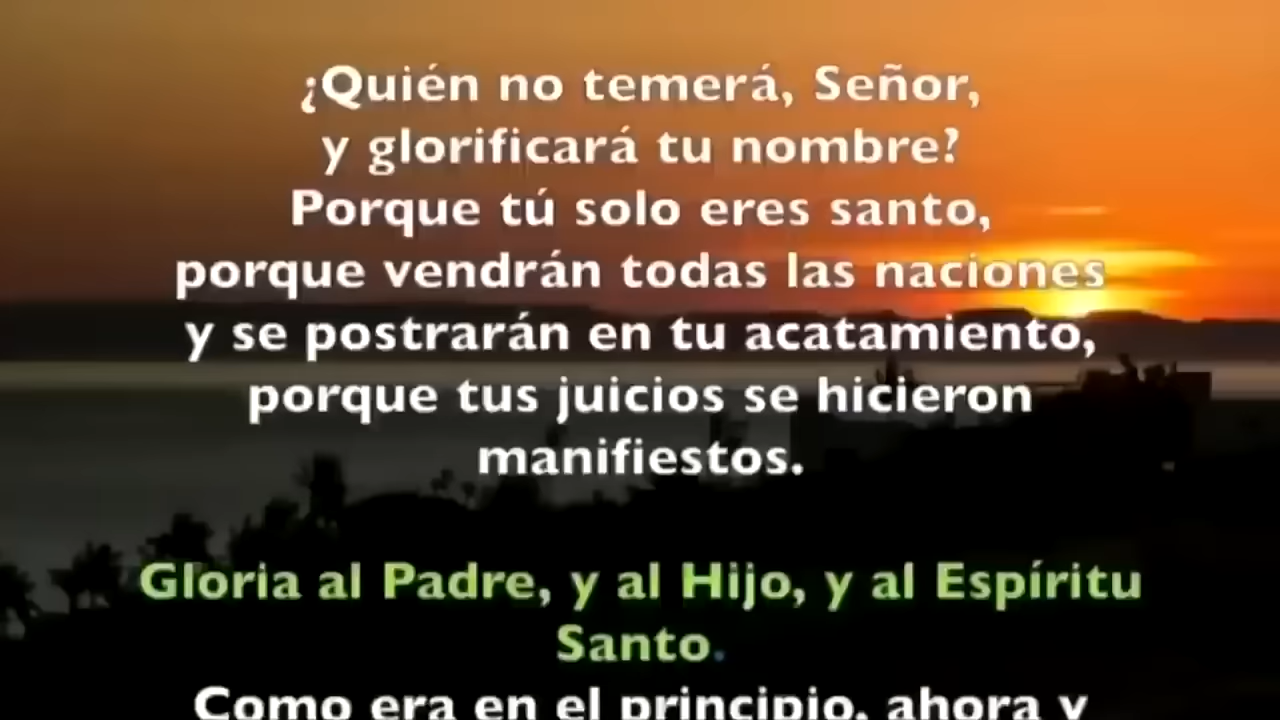 ¿Quién no temerá, Señor,
y glorificará tu nombre?
Porque tú solo eres santo,
porque vendrán todas las naciones
y se postrarán en tu acatamiento,
porque tus juicios se hicieron
manifiestos.
Gloria al Padre, y al Hijo, y al Espíritu
Santo.
Como era en el principio, ahora y